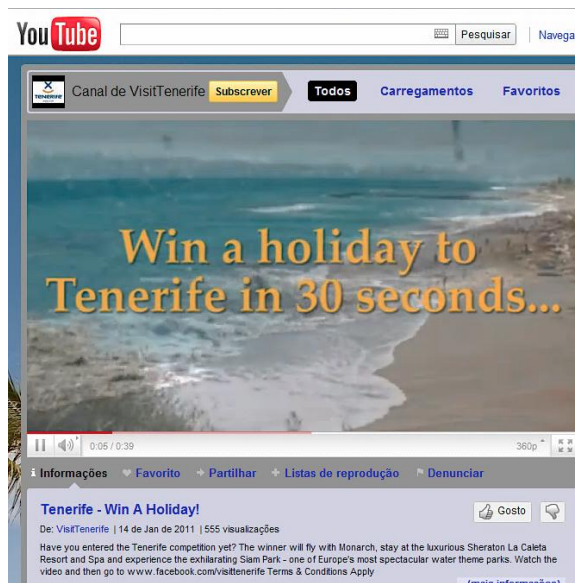 You Tube
Pesquisar
Navega
TENERIFE
Canal de VisitTenerife
Subscrever
Todos
Carregamentos
Favoritos
Win a holiday to
Tenerife in 30 seconds...
0:05 / 0:39
360p
Informações
Favorito
Partilhar
Listas de reprodução
Denunciar
Tenerife - Win A Holiday!
Gosto
De: VisitTenerife | 14 de Jan de 2011 | 555 visualizações
Have you entered the Tenerife competition yet? The winner will fly with Monarch, stay at the luxurious Sheraton La Caleta
Resort and Spa and experience the exhilarating Siam Park - one of Europe's most spectacular water theme parks. Watch the
video and then go to www.facebook.com/visittenerife Terms & Conditions Apply
(mais informações)